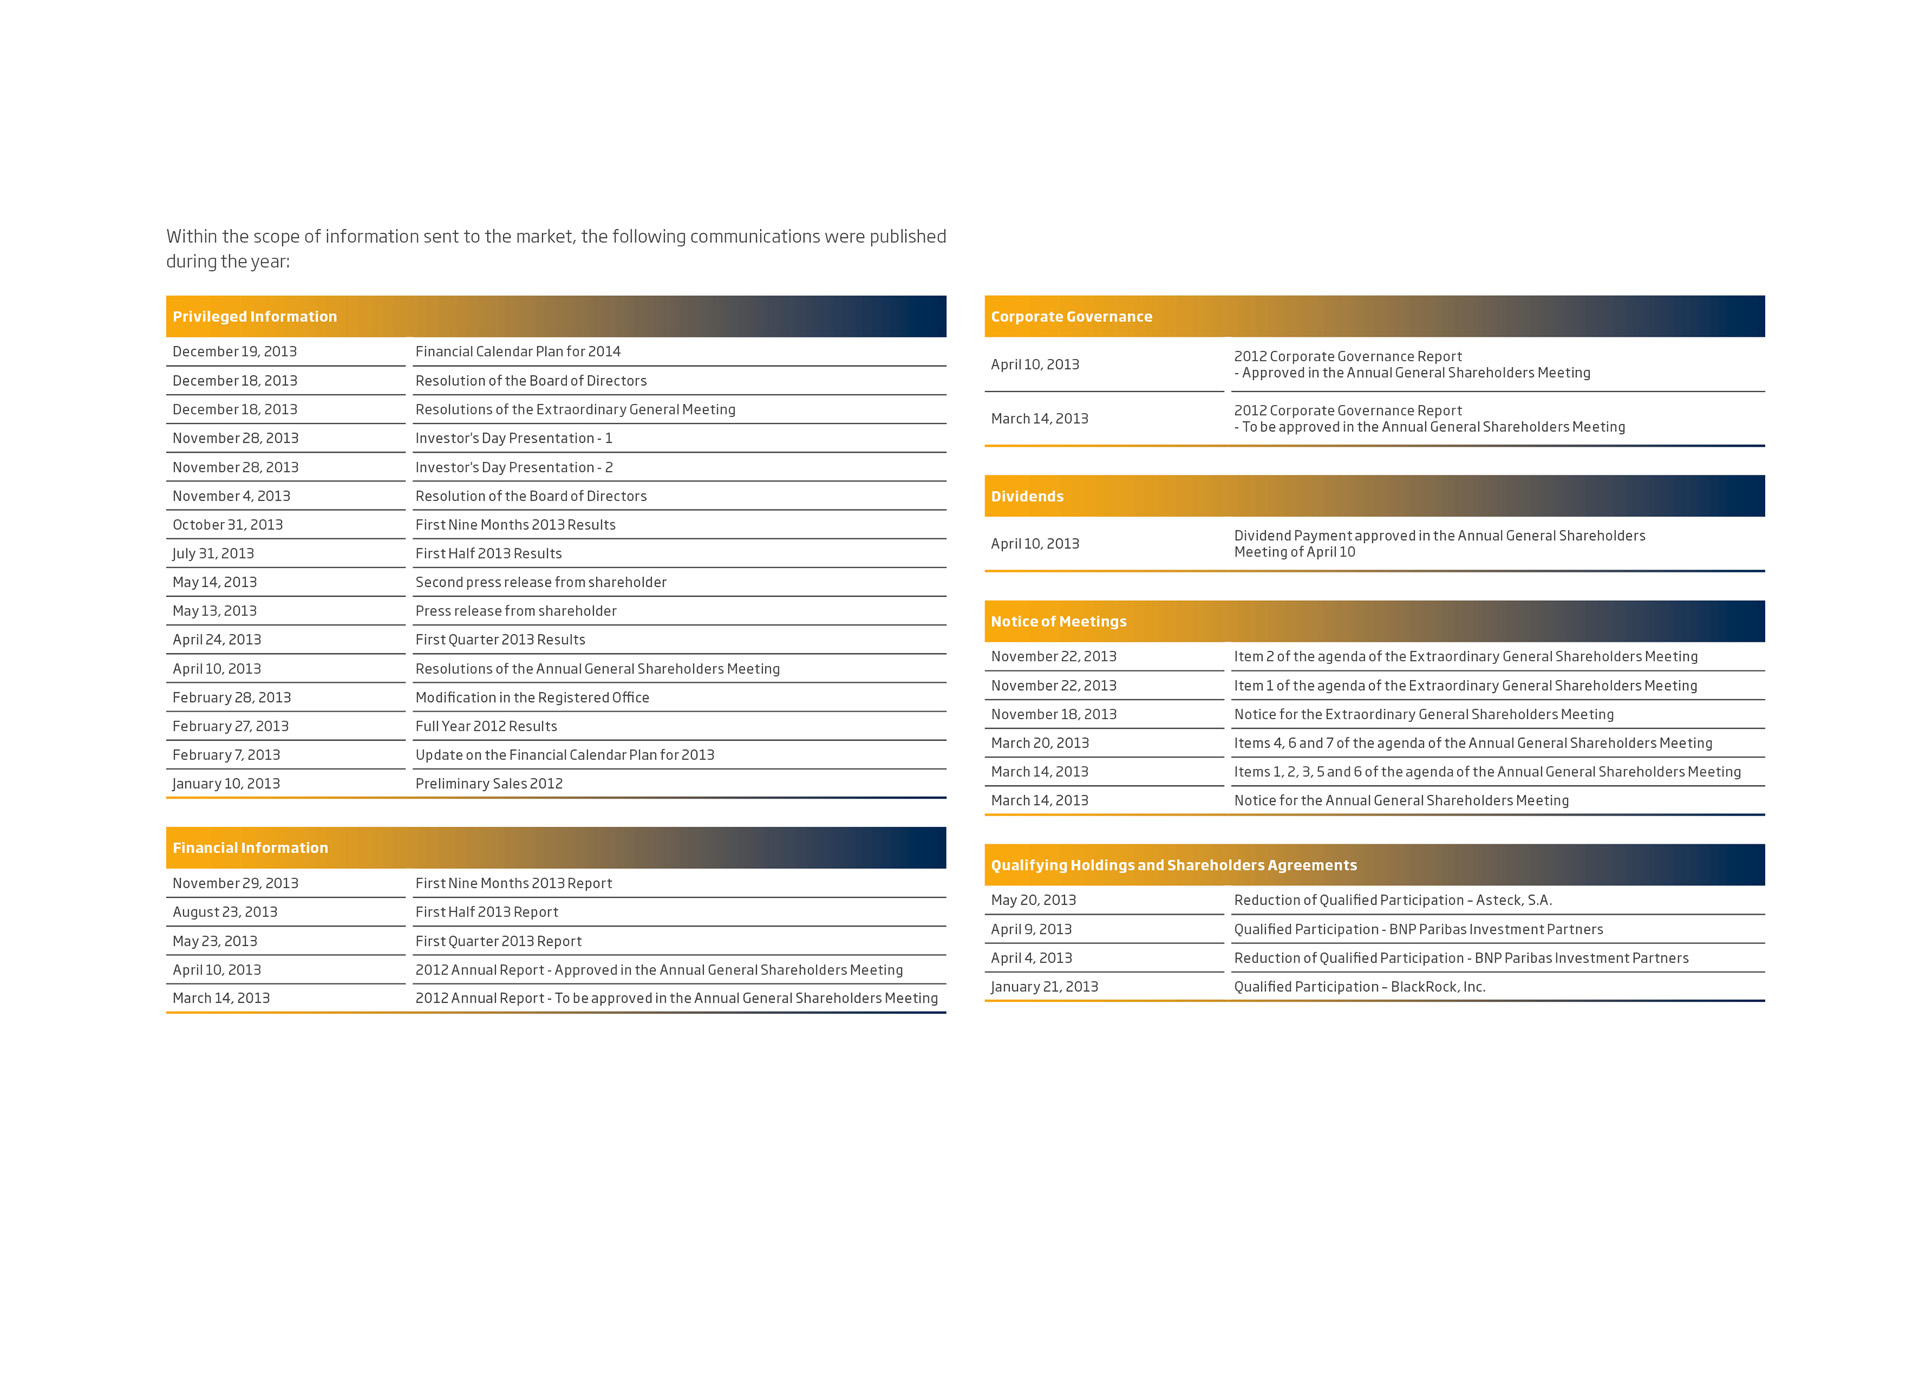 Within the scope of information sent to the market, the following communications were published
during the year:
Privileged Information
December 19, 2013 Financial Calendar Plan for 2014
December 18, 2013 Resolution of the Board of Directors
December 18, 2013 Resolutions of the Extraordinary General Meeting
November 28, 2013 Investor's Day Presentation - 1
November 28, 2013 Investor's Day Presentation - 2
November 4, 2013 Resolution of the Board of Directors
October 31, 2013 First Nine Months 2013 Results
July 31, 2013 First Half 2013 Results
May 14, 2013 Second press release from shareholder
May 13, 2013 Press release from shareholder
April 24, 2013 First Quarter 2013 Results
April 10, 2013 Resolutions of the Annual General Shareholders Meeting
February 28, 2013 Modification in the Registered Office
February 27, 2013 Full Year 2012 Results
February 7, 2013 Update on the Financial Calendar Plan for 2013
January 10, 2013 Preliminary Sales 2012
Financial Information
November 29, 2013 First Nine Months 2013 Report
August 23, 2013 First Half 2013 Report
May 23, 2013 First Quarter 2013 Report
April 10, 2013 2012 Annual Report - Approved in the Annual General Shareholders Meeting
March 14, 2013 2012 Annual Report - To be approved in the Annual General Shareholders Meeting
Corporate Governance
April 10, 2013 2012 Corporate Governance Report
- Approved in the Annual General Shareholders Meeting
March 14, 2013 2012 Corporate Governance Report
- To be approved in the Annual General Shareholders Meeting
Dividends
April 10, 2013 Dividend Payment approved in the Annual General Shareholders
Meeting of April 10
Notice of Meetings
November 22, 2013 Item 2 of the agenda of the Extraordinary General Shareholders Meeting
November 22, 2013 Item 1 of the agenda of the Extraordinary General Shareholders Meeting
November 18, 2013 Notice for the Extraordinary General Shareholders Meeting
March 20, 2013 Items 4, 6 and 7 of the agenda of the Annual General Shareholders Meeting
March 14, 2013 Items 1, 2, 3, 5 and 6 of the agenda of the Annual General Shareholders Meeting
March 14, 2013 Notice for the Annual General Shareholders Meeting
Qualifying Holdings and Shareholders Agreements
May 20, 2013 Reduction of Qualified Participation – Asteck, S.A.
April 9, 2013 Qualified Participation - BNP Paribas Investment Partners
April 4, 2013 Reduction of Qualified Participation - BNP Paribas Investment Partners
January 21, 2013 Qualified Participation – BlackRock, Inc.